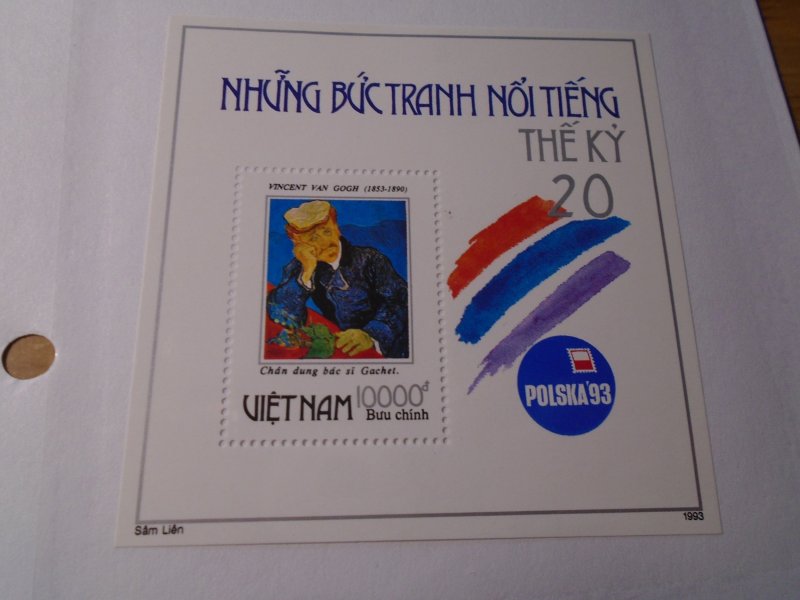 NHỮNG BỨC TRANH NỔI TIẾNG
THẾ KỶ
20
VINCENT VAN GOGH (1853-1890)
Chân dung bác sĩ Gachet.
VIỆT NAM 10000đ
Bưu chính
POLSKA'93
Sâm Liên
1993